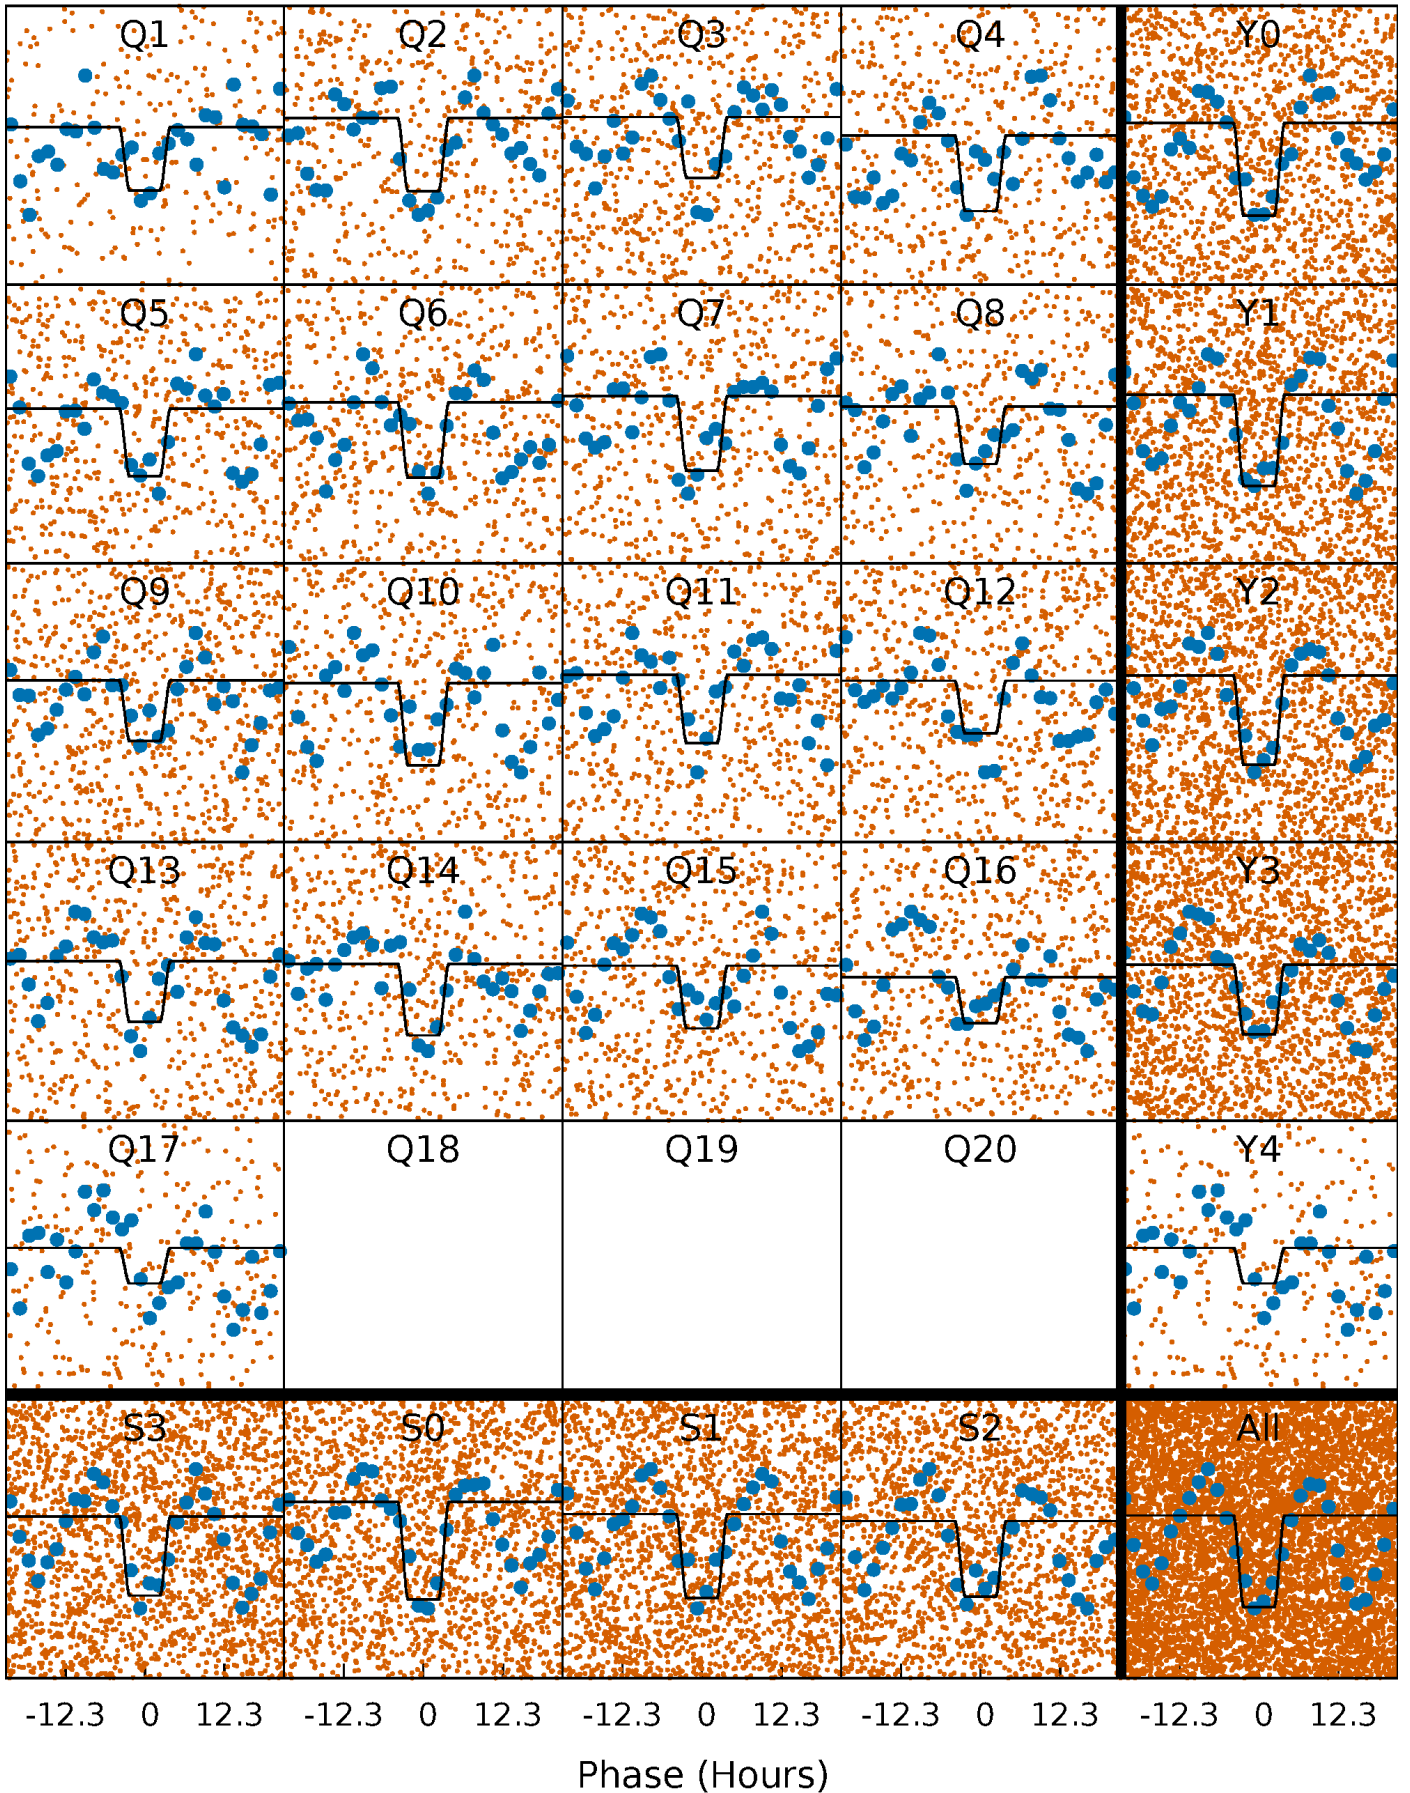 Q1 Q2 Q3 Q4 Y0
Q5 Q6 Q7 Q8 Y1
Q9 Q10 Q11 Q12 Y2
Q13 Q14 Q15 Q16 Y3
Q17 Q18 Q19 Q20 Y4
S3 S0 S1 S2 All
-12.3 0 12.3 -12.3 0 12.3 -12.3 0 12.3 -12.3 0 12.3 -12.3 0 12.3
Phase (Hours)